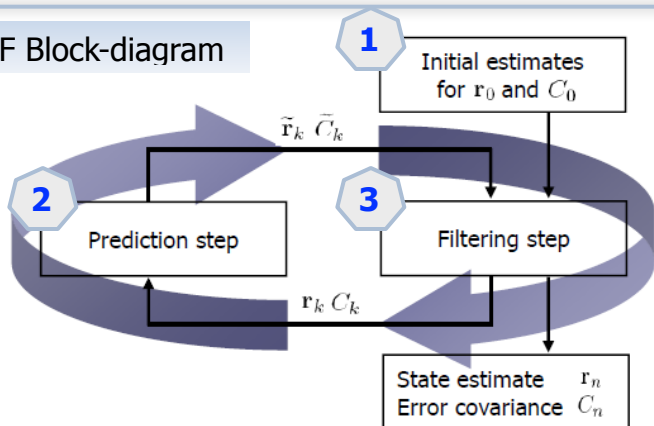 F Block-diagram
1
Initial estimates
for r₀ and C₀
r̃ₖ C̃ₖ
2
Prediction step
3
Filtering step
rₖ Cₖ
State estimate rₙ
Error covariance Cₙ